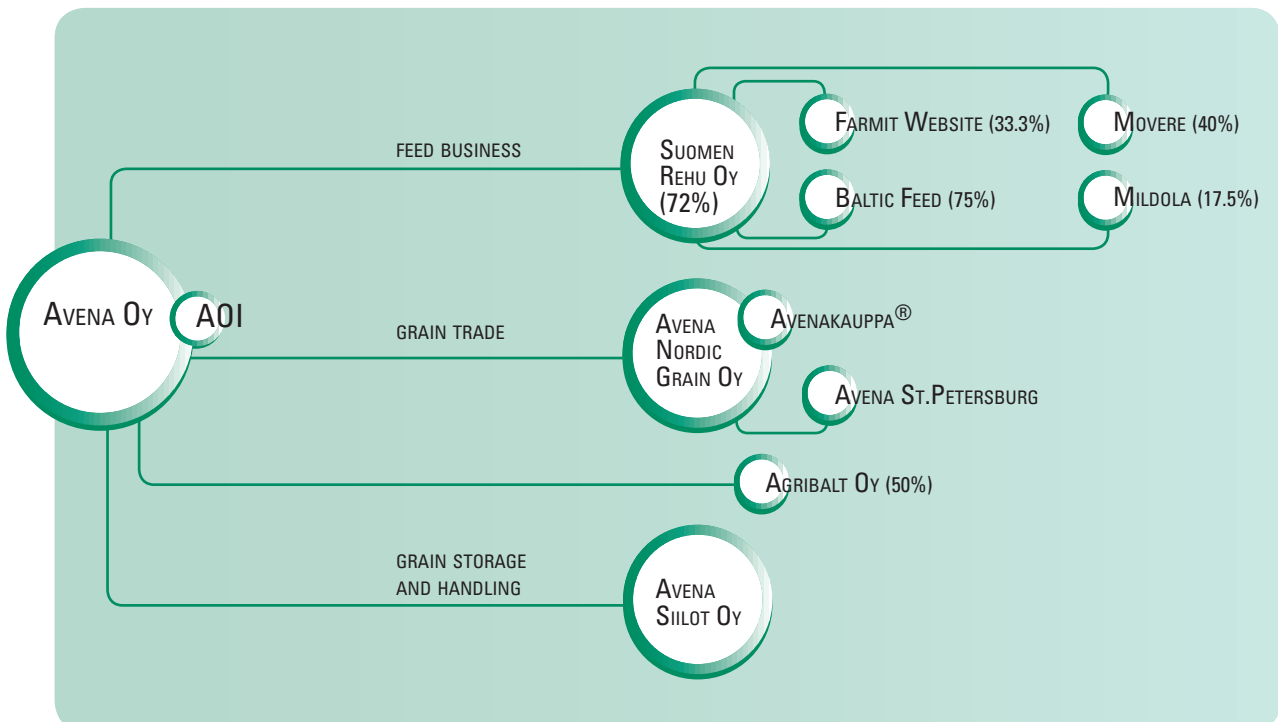 FEED BUSINESS
SUOMEN
REHU OY
(72%)
FARMIT WEBSITE (33.3%)
MOVERE (40%)
BALTIC FEED (75%)
MILDOLA (17.5%)
AVENA OY
AOI
GRAIN TRADE
AVENA
NORDIC
GRAIN OY
AVENAKAUPPA®
AVENA ST.PETERSBURG
AGRIBALT OY (50%)
GRAIN STORAGE
AND HANDLING
AVENA
SIILOT OY